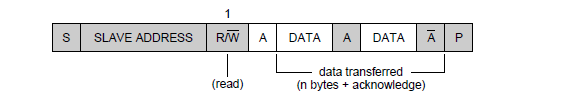 1
S SLAVE ADDRESS R/W̅ A DATA A DATA A̅ P
(read)
data transferred
(n bytes + acknowledge)